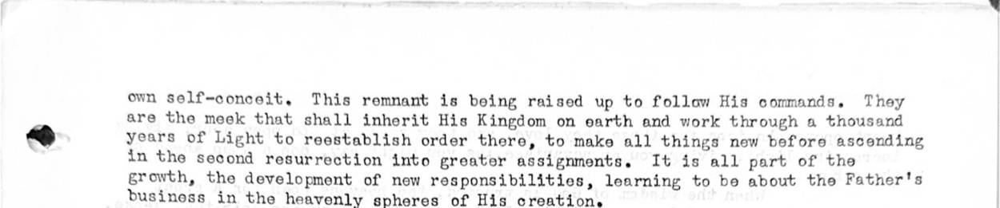 own self-conceit.  This remnant is being raised up to follow His commands.  They
are the meek that shall inherit His Kingdom on earth and work through a thousand
years of Light to reestablish order there, to make all things new before ascending
in the second resurrection into greater assignments.  It is all part of the
growth, the development of new responsibilities, learning to be about the Father's
business in the heavenly spheres of His creation.